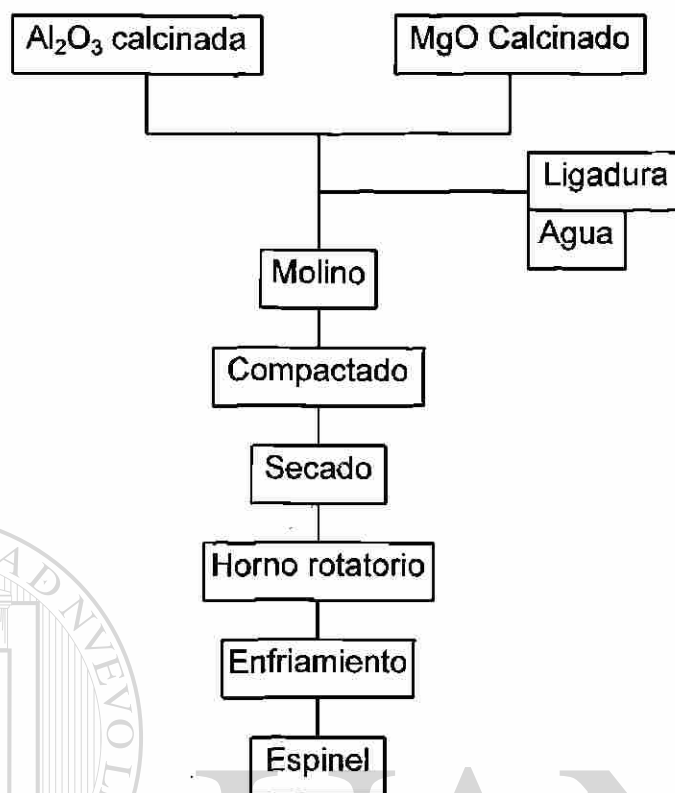 Al₂O₃ calcinada
MgO Calcinado
Ligadura
Agua
Molino
Compactado
Secado
Horno rotatorio
Enfriamiento
Espinel